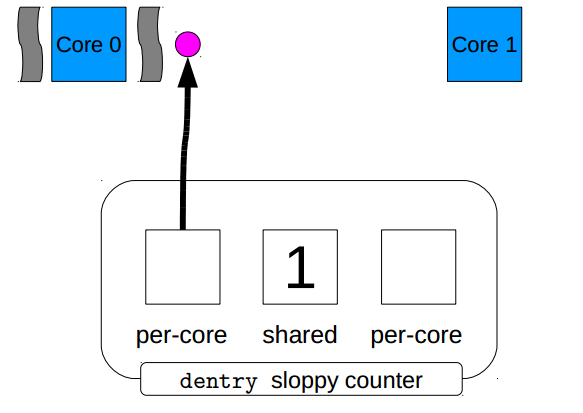 Core 0
Core 1
1
per-core
shared
per-core
dentry sloppy counter